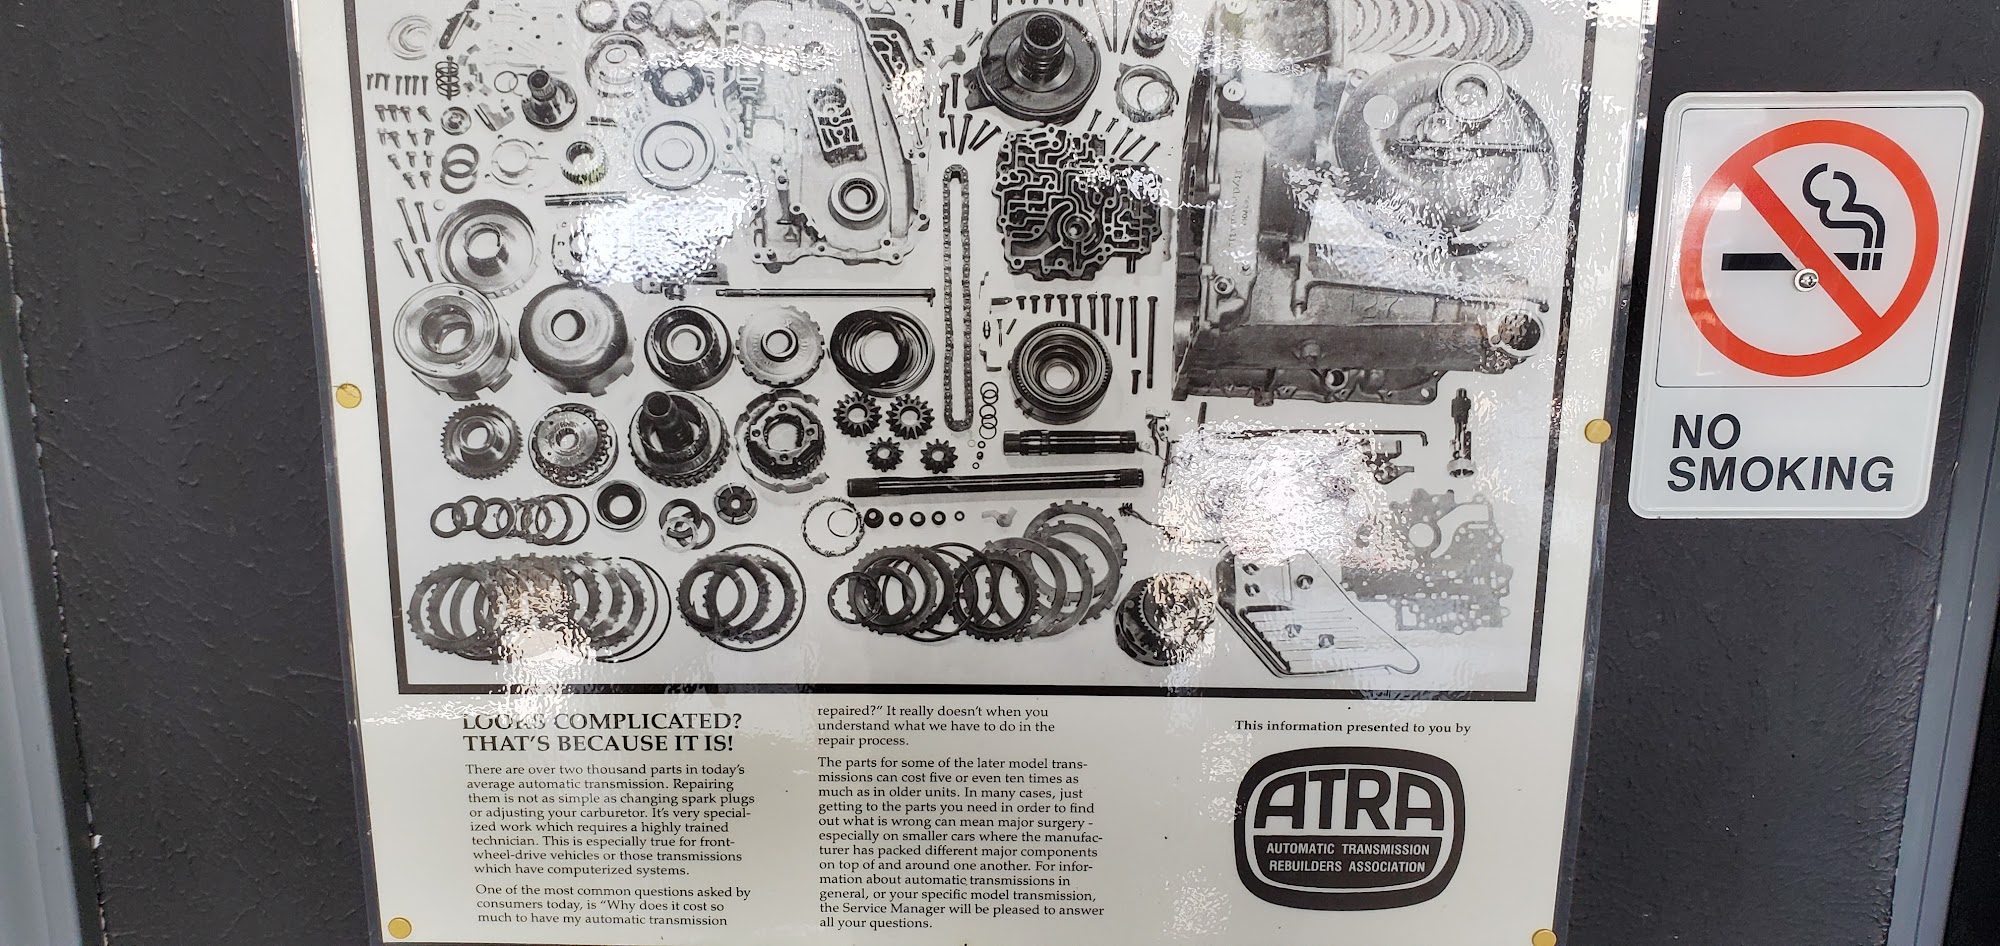 LOOKS COMPLICATED?
THAT'S BECAUSE IT IS!
There are over two thousand parts in today's
average automatic transmission. Repairing
them is not as simple as changing spark plugs
or adjusting your carburetor. It's very special-
ized work which requires a highly trained
technician. This is especially true for front-
wheel-drive vehicles or those transmissions
which have computerized systems.
One of the most common questions asked by
consumers today, is "Why does it cost so
much to have my automatic transmission
repaired?" It really doesn't when you
understand what we have to do in the
repair process.
The parts for some of the later model trans-
missions can cost five or even ten times as
much as in older units. In many cases, just
getting to the parts you need in order to find
out what is wrong can mean major surgery -
especially on smaller cars where the manufac-
turer has packed different major components
on top of and around one another. For infor-
mation about automatic transmissions in
general, or your specific model transmission,
the Service Manager will be pleased to answer
all your questions.
This information presented to you by
ATRA
AUTOMATIC TRANSMISSION
REBUILDERS ASSOCIATION
NO
SMOKING